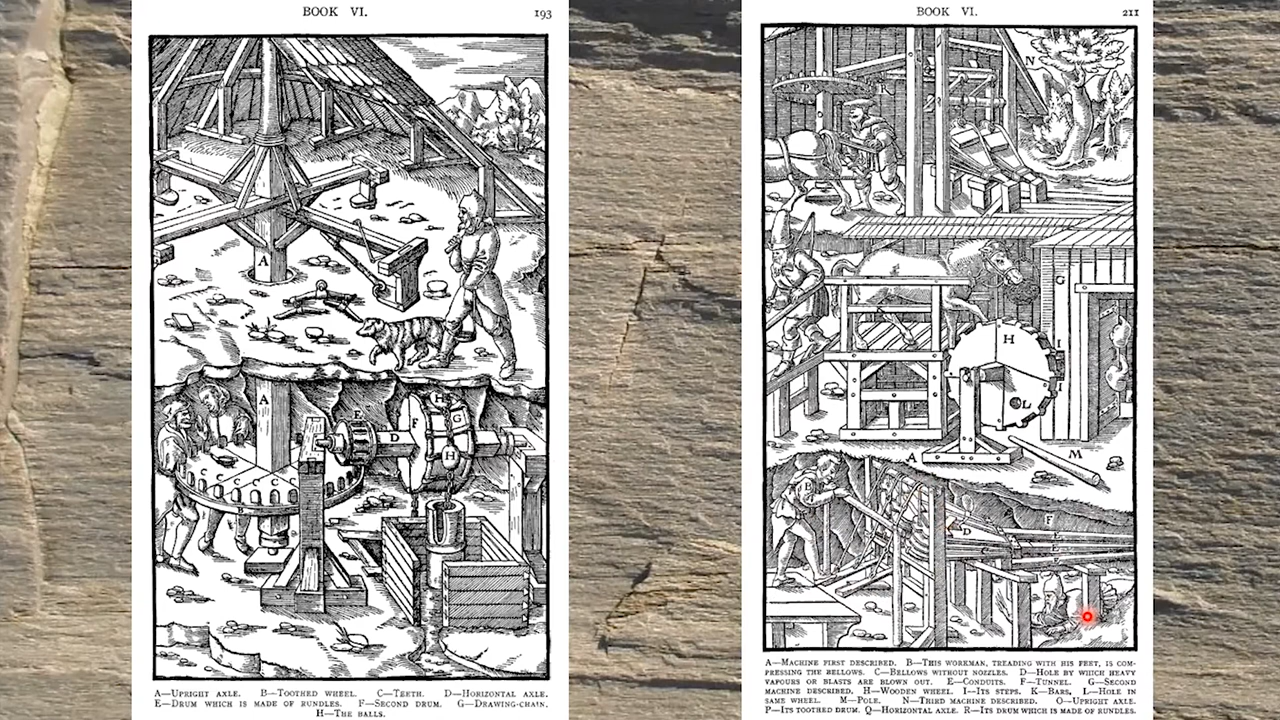 BOOK VI.
193
A
A
E
D
F
H
G
H
C
C
C
C
C
C
A—Upright axle. B—Toothed wheel. C—Teeth. D—Horizontal axle.
E—Drum which is made of rundles. F—Second drum. G—Drawing-chain.
H—The balls.
BOOK VI.
211
N
P
R
G
H
I
I
L
A
M
B
F
D
E
C
A—Machine first described. B—This workman, treading with his feet, is com-
pressing the bellows. C—Bellows without nozzles. D—Hole by which heavy
vapours or blasts are blown out. E—Conduits. F—Tunnel. G—Second
machine described. H—Wooden wheel. I—Its steps. K—Bars. L—Hole in
same wheel. M—Pole. N—Third machine described. O—Upright axle.
P—Its toothed drum. Q—Horizontal axle. R—Its drum which is made of rundles.